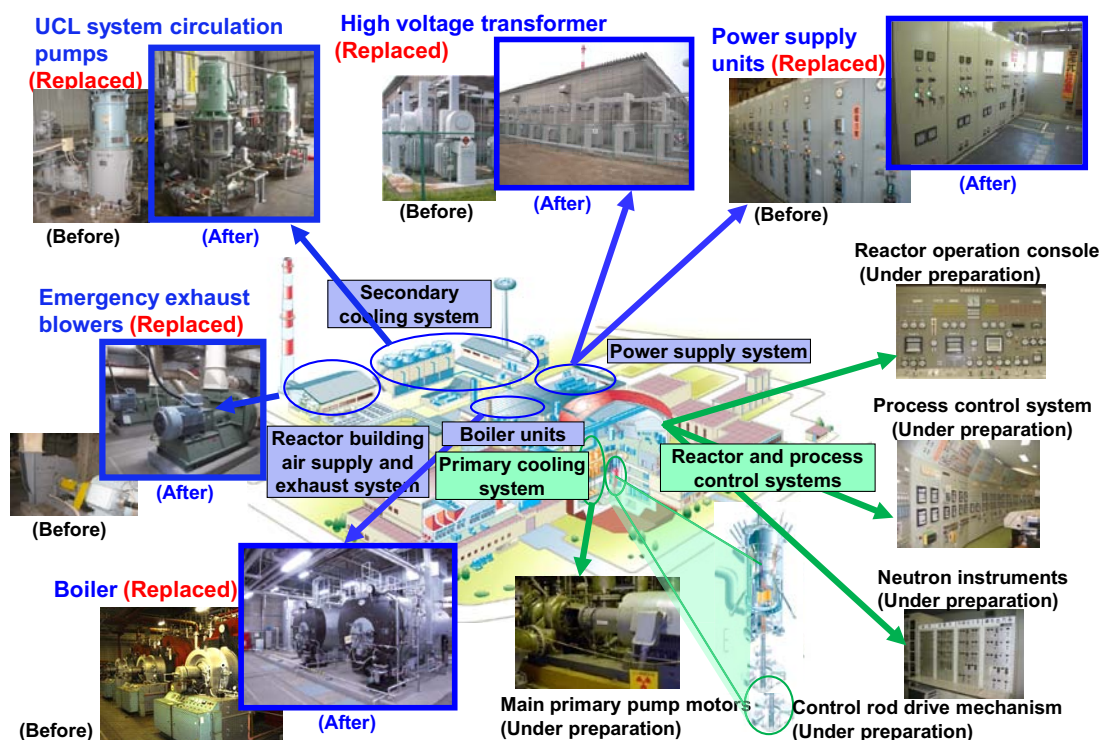 UCL system circulation
pumps
(Replaced)
(Before)
(After)
High voltage transformer
(Replaced)
(Before)
(After)
Power supply
units (Replaced)
(Before)
(After)
Emergency exhaust
blowers (Replaced)
(Before)
(After)
Secondary
cooling system
Power supply system
Reactor building
air supply and
exhaust system
Boiler units
Primary cooling
system
Reactor and process
control systems
Reactor operation console
(Under preparation)
Process control system
(Under preparation)
Neutron instruments
(Under preparation)
Boiler (Replaced)
(Before)
(After)
Main primary pump motors
(Under preparation)
Control rod drive mechanism
(Under preparation)